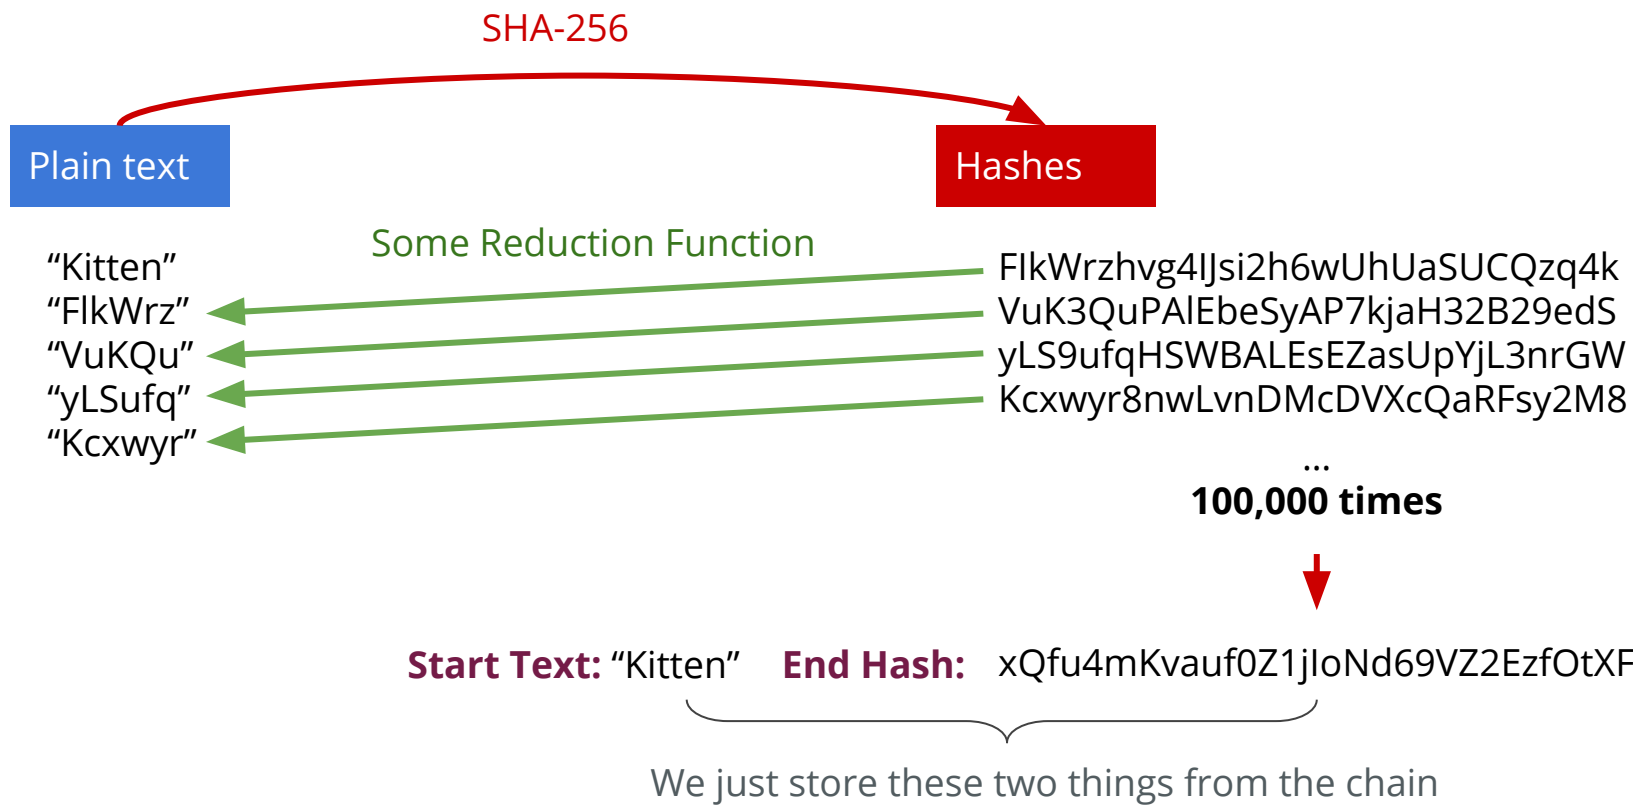 SHA-256
Plain text
Hashes
Some Reduction Function
“Kitten”
“FlkWrz”
“VuKQu”
“yLSufq”
“Kcxwyr”
FlkWrzhvg4IJsi2h6wUhUaSUCQzq4k
VuK3QuPAlEbeSyAP7kjaH32B29edS
yLS9ufqHSWBALEsEZasUpYjL3nrGW
Kcxwyr8nwLvnDMcDVXcQaRFsy2M8
...
100,000 times
Start Text: “Kitten” End Hash: xQfu4mKvauf0Z1jIoNd69VZ2EzfOtXF
We just store these two things from the chain